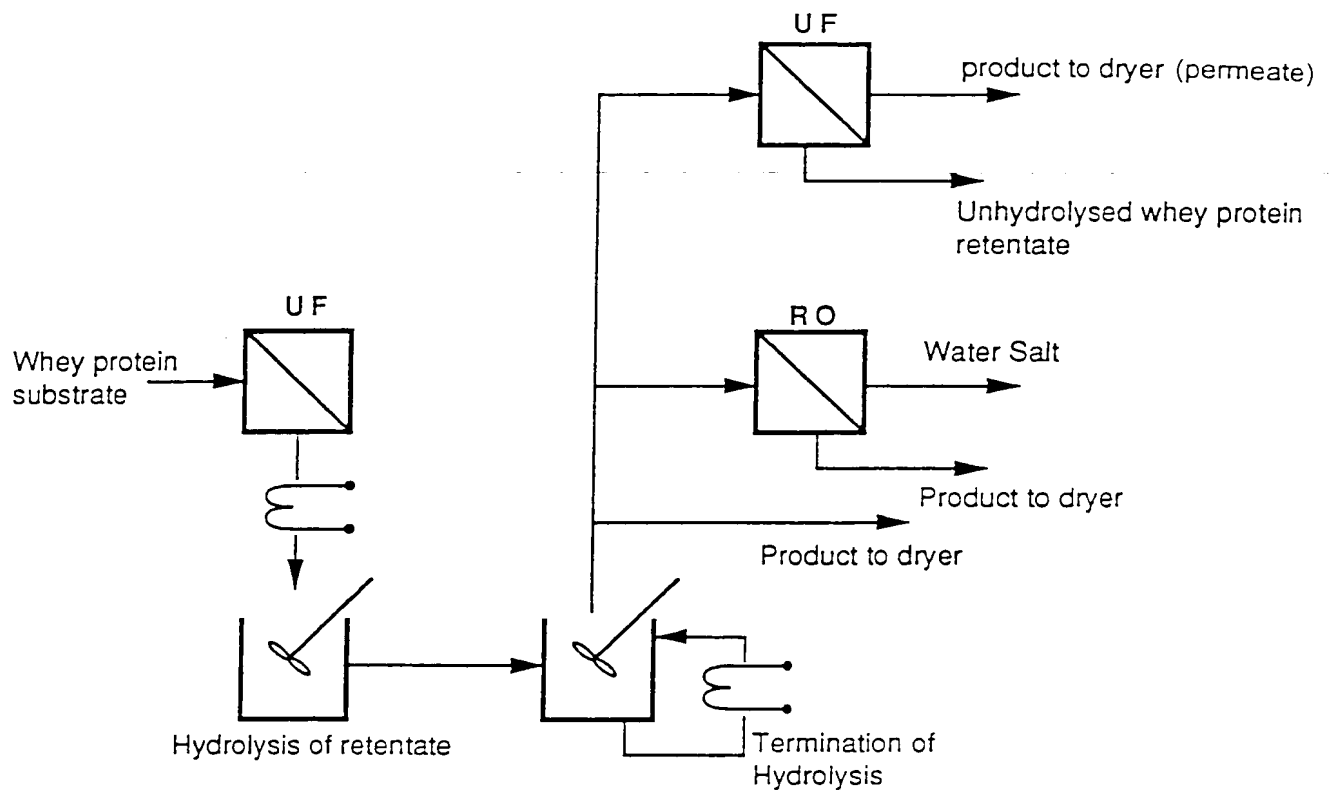 UF
product to dryer (permeate)
Unhydrolysed whey protein
retentate
UF
Whey protein
substrate
RO
Water Salt
Product to dryer
Product to dryer
Hydrolysis of retentate
Termination of
Hydrolysis